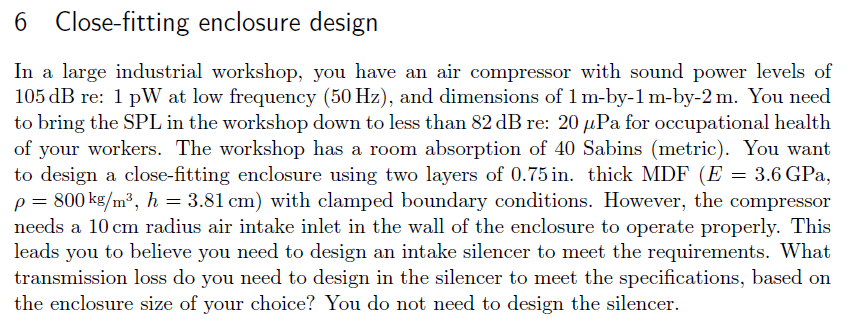 6 Close-fitting enclosure design
In a large industrial workshop, you have an air compressor with sound power levels of
105 dB re: 1 pW at low frequency (50 Hz), and dimensions of 1 m-by-1 m-by-2 m. You need
to bring the SPL in the workshop down to less than 82 dB re: 20 μPa for occupational health
of your workers. The workshop has a room absorption of 40 Sabins (metric). You want
to design a close-fitting enclosure using two layers of 0.75 in. thick MDF (E = 3.6 GPa,
ρ = 800 kg/m³, h = 3.81 cm) with clamped boundary conditions. However, the compressor
needs a 10 cm radius air intake inlet in the wall of the enclosure to operate properly. This
leads you to believe you need to design an intake silencer to meet the requirements. What
transmission loss do you need to design in the silencer to meet the specifications, based on
the enclosure size of your choice? You do not need to design the silencer.